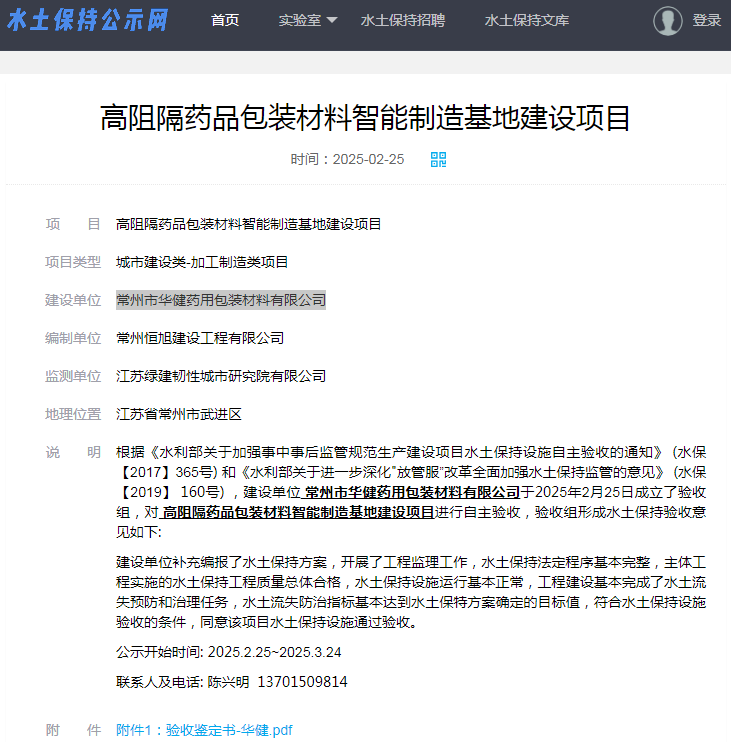 水土保持公示网 首页 实验室 水土保持招聘 水土保持文库 登录
高阻隔药品包装材料智能制造基地建设项目
时间：2025-02-25
项 目 高阻隔药品包装材料智能制造基地建设项目
项目类型 城市建设类-加工制造类项目
建设单位 常州市华健药用包装材料有限公司
编制单位 常州恒旭建设工程有限公司
监测单位 江苏绿建韧性城市研究院有限公司
地理位置 江苏省常州市武进区
说 明 根据《水利部关于加强事中事后监管规范生产建设项目水土保持设施自主验收的通知》 (水保
【2017】365号) 和《水利部关于进一步深化"放管服"改革全面加强水土保持监管的意见》 (水保
【2019】 160号) ，建设单位 常州市华健药用包装材料有限公司于2025年2月25日成立了验收
组，对 高阻隔药品包装材料智能制造基地建设项目进行自主验收，验收组形成水土保持验收意
见如下:
建设单位补充编报了水土保持方案，开展了工程监理工作，水土保持法定程序基本完整，主体工
程实施的水土保持工程质量总体合格，水土保持设施运行基本正常，工程建设基本完成了水土流
失预防和治理任务，水土流失防治指标基本达到水土保特方案确定的目标值，符合水土保持设施
验收的条件，同意该项目水土保持设施通过验收。
公示开始时间: 2025.2.25~2025.3.24
联系人及电话: 陈兴明 13701509814
附 件 附件1：验收鉴定书-华健.pdf